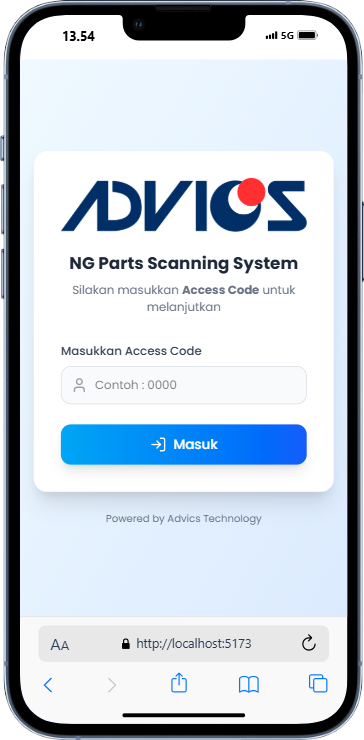 13.54
5G
ADVICS
NG Parts Scanning System
Silakan masukkan Access Code untuk
melanjutkan
Masukkan Access Code
Contoh : 0000
Masuk
Powered by Advics Technology
AA
http://localhost:5173